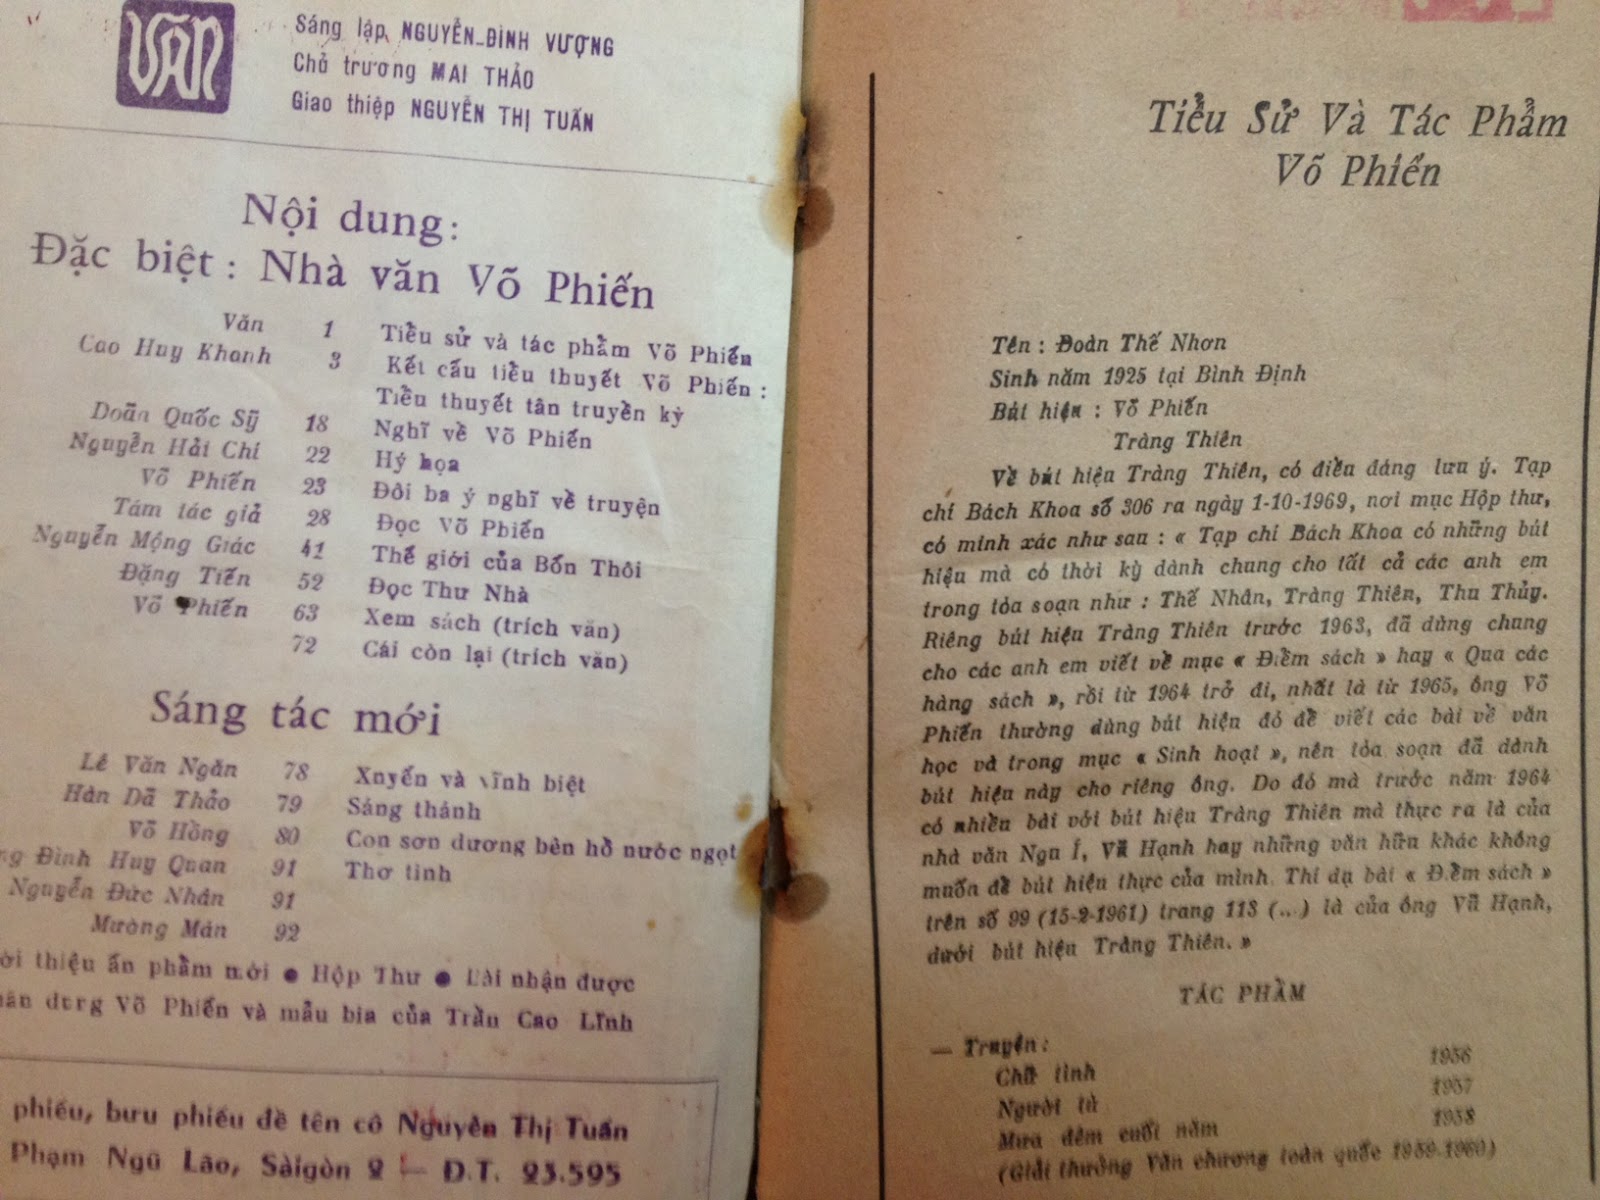 VĂN
Sáng lập NGUYỄN-ĐÌNH VƯỢNG
Chủ trương MAI THẢO
Giao thiệp NGUYỄN THỊ TUẤN
Nội dung:
Đặc biệt : Nhà văn Võ Phiến
Văn 1 Tiểu sử và tác phẩm Võ Phiến
Cao Huy Khanh 3 Kết cấu tiểu thuyết Võ Phiến :
Tiểu thuyết tân truyền kỳ
Doãn Quốc Sỹ 18 Nghĩ về Võ Phiến
Nguyễn Hải Chí 22 Hý họa
Võ Phiến 23 Đôi ba ý nghĩ về truyện
Tám tác giả 28 Đọc Võ Phiến
Nguyễn Mộng Giác 41 Thế giới của Bốn Thôi
Đặng Tiến 52 Đọc Thư Nhà
Võ Phiến 63 Xem sách (trích văn)
72 Cái còn lại (trích văn)
Sáng tác mới
Lê Văn Ngăn 78 Xuyến và vĩnh biệt
Hàn Dã Thảo 79 Sáng thánh
Võ Hồng 80 Con sơn dương bên hồ nước ngọt
Đình Huy Quan 91 Thơ tình
Nguyễn Đức Nhân 91
Mường Mán 92
thiệu ấn phẩm mới ● Hộp Thư ● Bài nhận được
dung Võ Phiến và mẫu bìa của Trần Cao Lĩnh
phiếu, bưu phiếu đề tên cô Nguyễn Thị Tuấn
Phạm Ngũ Lão, Sàigòn 2 — Đ.T. 23.595
Tiểu Sử Và Tác Phẩm
Võ Phiến
Tên : Đoàn Thế Nhơn
Sinh năm 1925 tại Bình Định
Bút hiệu : Võ Phiến
Tràng Thiên
Về bút hiệu Tràng Thiên, có điều đáng lưu ý. Tạp
chí Bách Khoa số 306 ra ngày 1-10-1969, nơi mục Hộp thư,
có minh xác như sau : « Tạp chí Bách Khoa có những bút
hiệu mà có thời kỳ dành chung cho tất cả các anh em
trong tòa soạn như : Thế Nhân, Tràng Thiên, Thu Thủy.
Riêng bút hiệu Tràng Thiên trước 1963, đã dùng chung
cho các anh em viết về mục « Điểm sách » hay « Qua các
hàng sách », rồi từ 1964 trở đi, nhất là từ 1965, ông Võ
Phiến thường dùng bút hiệu đó để viết các bài về văn
học và trong mục « Sinh hoạt », nên tòa soạn đã dành
bút hiệu này cho riêng ông. Do đó mà trước năm 1964
có nhiều bài với bút hiệu Tràng Thiên mà thực ra là của
nhà văn Ngu Í, Vũ Hạnh hay những văn hữu khác không
muốn đề bút hiệu thực của mình. Thí dụ bài « Điểm sách »
trên số 99 (15-2-1961) trang 113 (...) là của ông Vũ Hạnh,
dưới bút hiệu Tràng Thiên. »
TÁC PHẨM
— Truyện :
Chữ tình 1956
Người tù 1957
Mưa đêm cuối năm 1958
(Giải thưởng Văn chương toàn quốc 1959-1960)